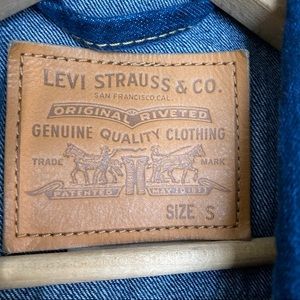 LEVI STRAUSS & CO.
SAN FRANCISCO, CAL.
ORIGINAL RIVETED
GENUINE QUALITY CLOTHING
TRADE MARK
PATENTED MAY 20 1873
SIZE S